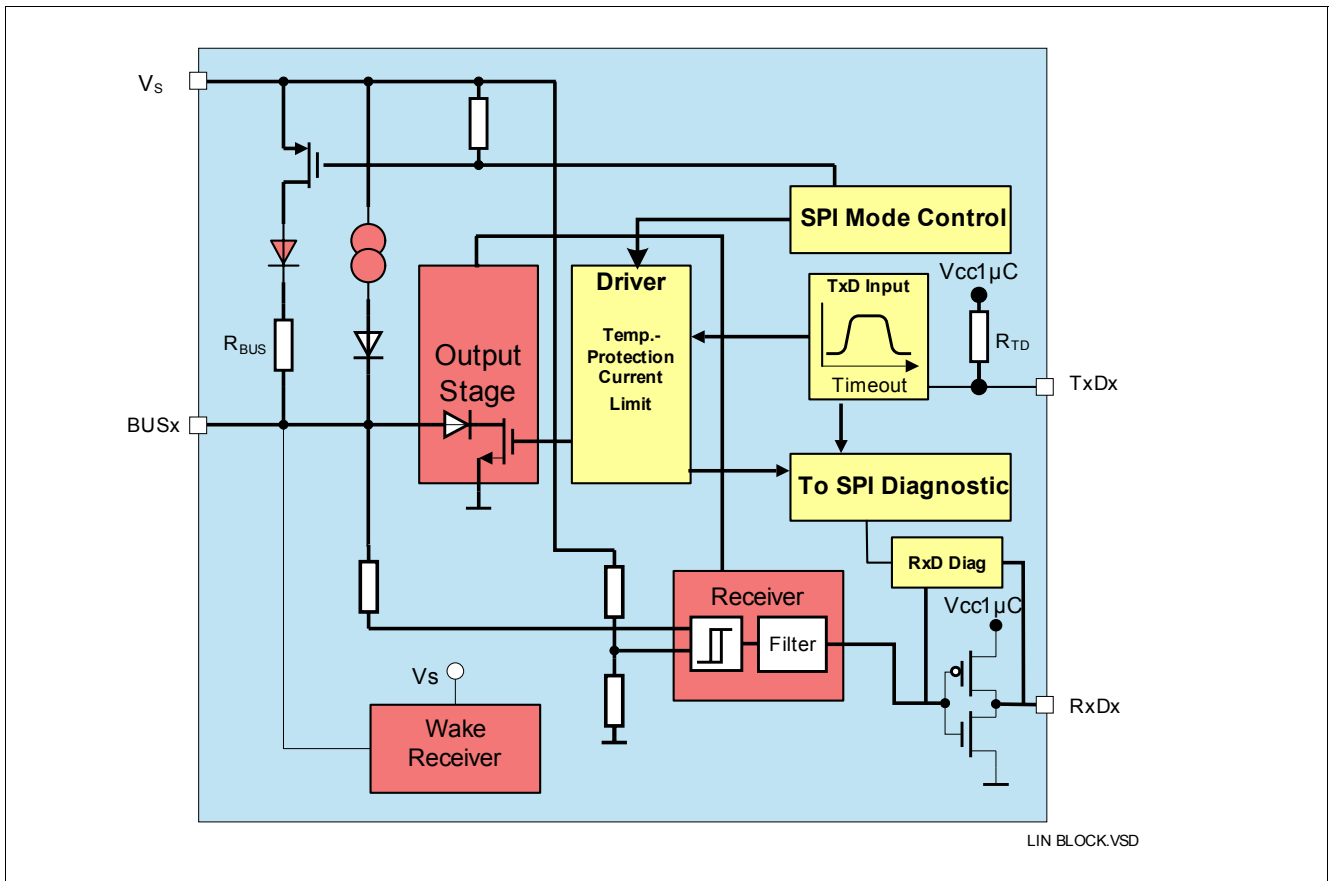 VS
SPI Mode Control
Vcc1µC
Driver
TxD Input
Temp.-
Protection
Current
Limit
RBUS
RTD
Output
Stage
Timeout
TxDx
BUSx
To SPI Diagnostic
RxD Diag
Receiver
Vcc1µC
Filter
Vs
RxDx
Wake
Receiver
LIN BLOCK.VSD